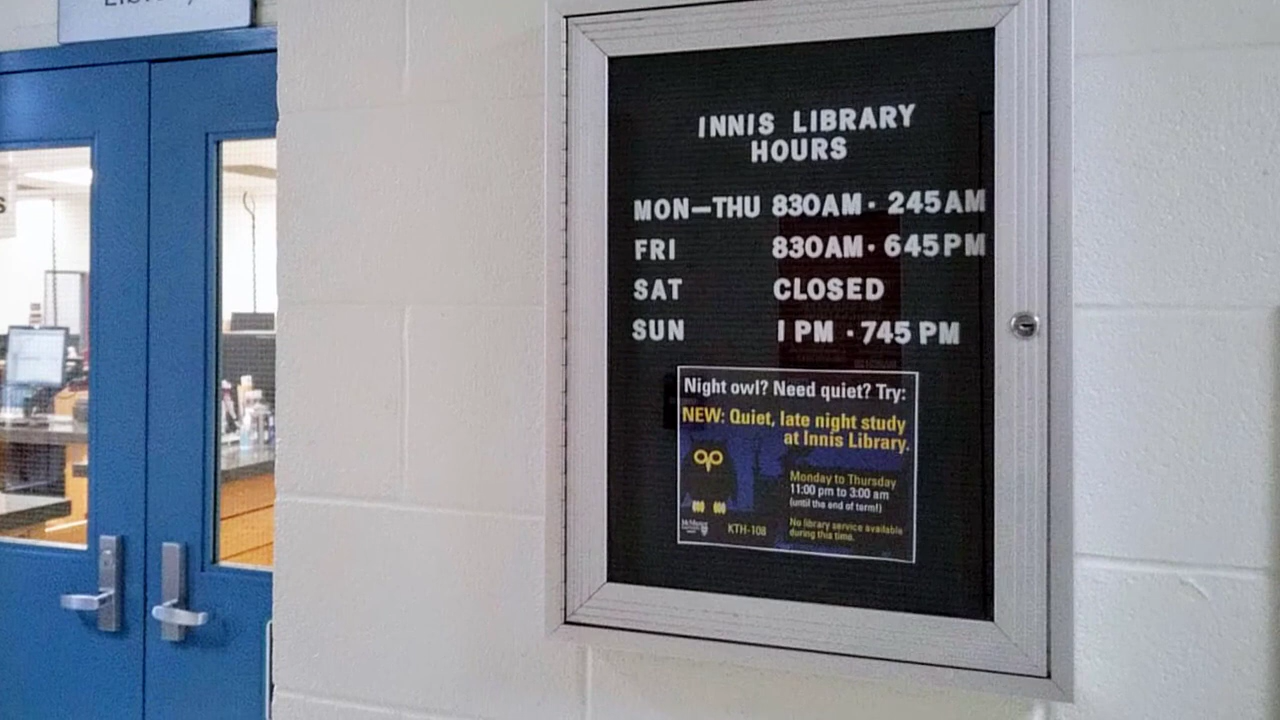 Library
S
INNIS LIBRARY
HOURS
MON—THU 830AM - 245AM
FRI 830AM - 645PM
SAT CLOSED
SUN 1 PM - 745 PM
Night owl? Need quiet? Try:
NEW: Quiet, late night study
at Innis Library.
Monday to Thursday
11:00 pm to 3:00 am
(until the end of term!)
No library service available
during this time.
McMaster
KTH-108